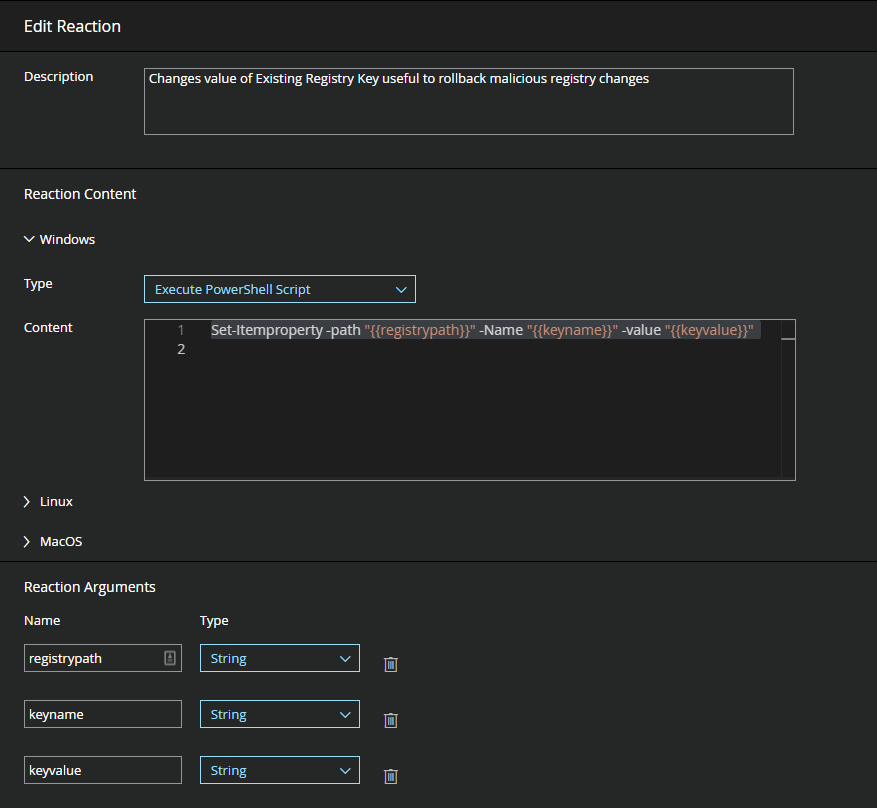 Edit Reaction
Description
Changes value of Existing Registry Key useful to rollback malicious registry changes
Reaction Content
Windows
Type
Execute PowerShell Script
Content
1 Set-Itemproperty -path "{{registrypath}}" -Name "{{keyname}}" -value "{{keyvalue}}"
2
Linux
MacOS
Reaction Arguments
Name Type
registrypath String
keyname String
keyvalue String